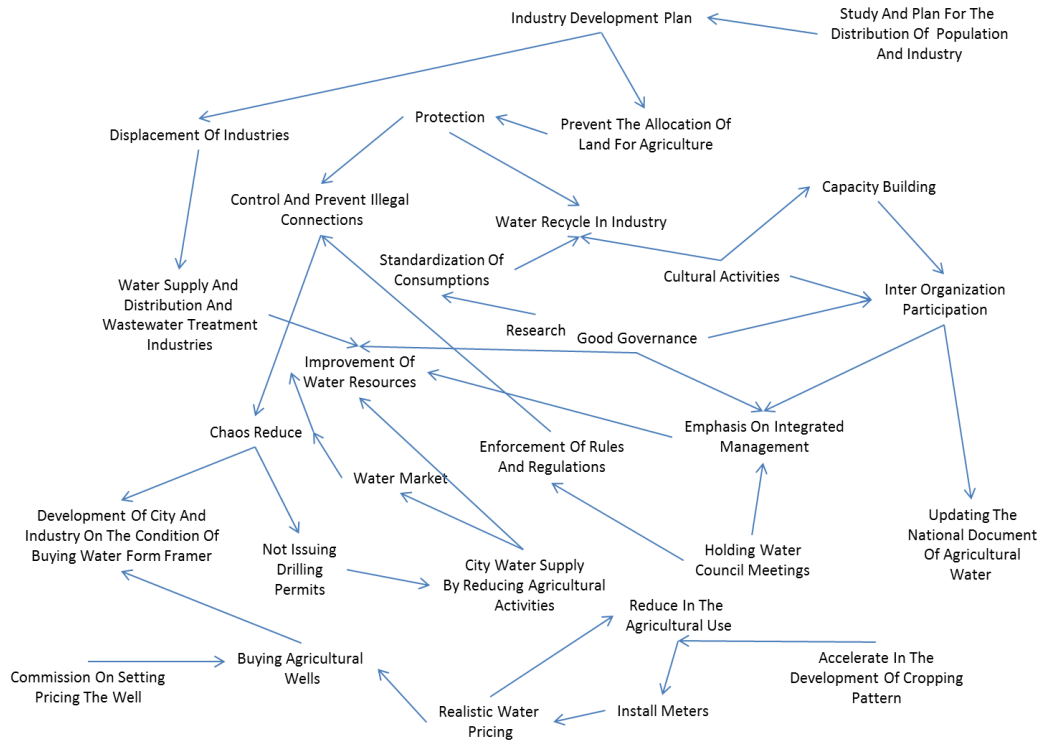 Industry Development Plan
Study And Plan For The
Distribution Of Population
And Industry
Displacement Of Industries
Protection
Prevent The Allocation Of
Land For Agriculture
Control And Prevent Illegal
Connections
Water Recycle In Industry
Capacity Building
Standardization Of
Consumptions
Cultural Activities
Water Supply And
Distribution And
Wastewater Treatment
Industries
Inter Organization
Participation
Research
Good Governance
Improvement Of
Water Resources
Chaos Reduce
Enforcement Of Rules
And Regulations
Emphasis On Integrated
Management
Water Market
Development Of City And
Industry On The Condition Of
Buying Water Form Framer
Not Issuing
Drilling
Permits
City Water Supply
By Reducing Agricultural
Activities
Holding Water
Council Meetings
Updating The
National Document
Of Agricultural
Water
Reduce In The
Agricultural Use
Commission On Setting
Pricing The Well
Buying Agricultural
Wells
Realistic Water
Pricing
Install Meters
Accelerate In The
Development Of Cropping
Pattern